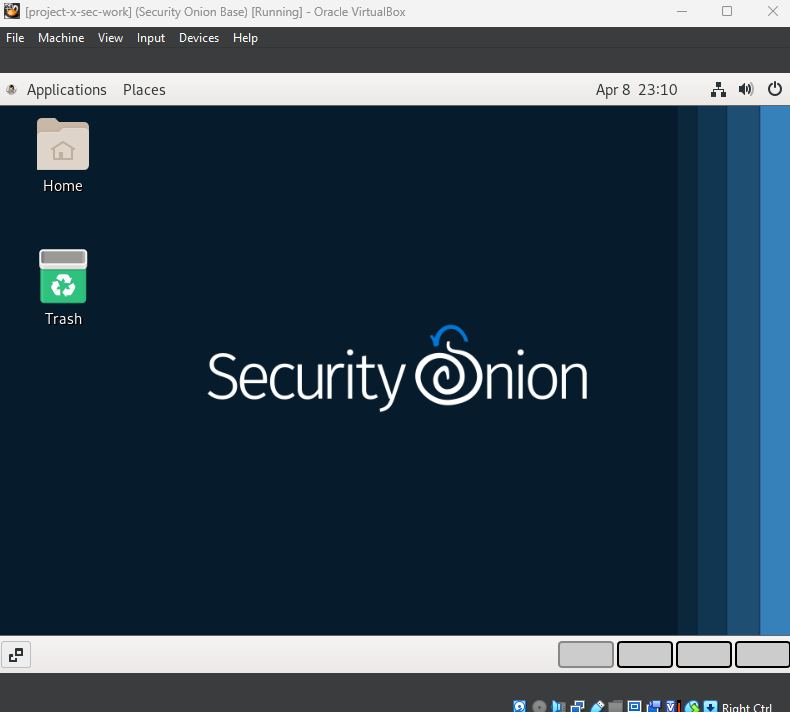 [project-x-sec-work] (Security Onion Base) [Running] - Oracle VirtualBox
File Machine View Input Devices Help
Applications Places Apr 8 23:10
Home
Trash
Security Onion
Right Ctrl